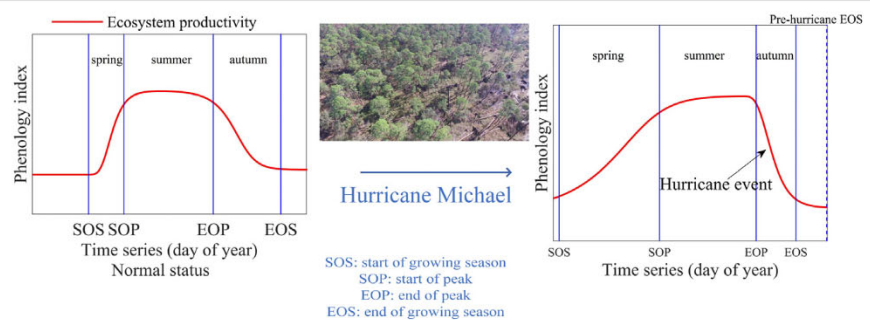 Ecosystem productivity
spring
summer
autumn
Phenology index
SOS SOP EOP EOS
Time series (day of year)
Normal status
Hurricane Michael
SOS: start of growing season
SOP: start of peak
EOP: end of peak
EOS: end of growing season
Pre-hurricane EOS
spring
summer
autumn
Phenology index
Hurricane event
SOS SOP EOP EOS
Time series (day of year)